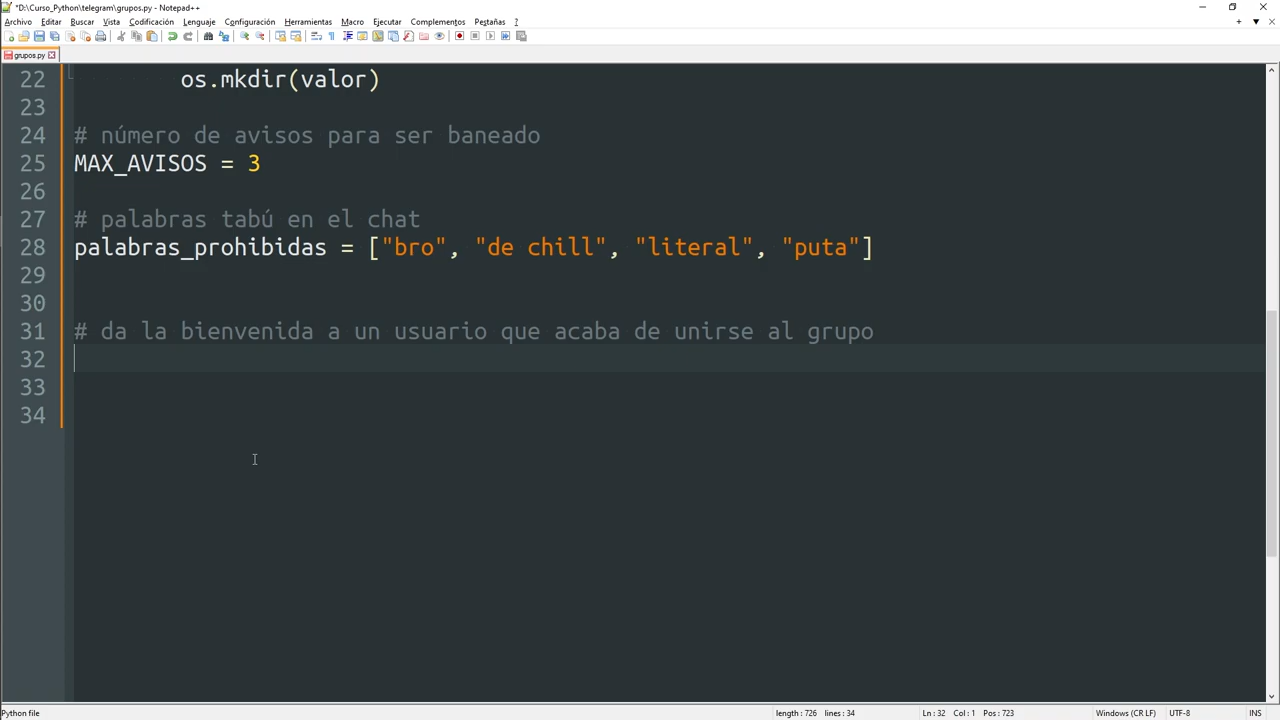 *D:\Curso_Python\telegram\grupos.py - Notepad++
Archivo Editar Buscar Vista Codificación Lenguaje Configuración Herramientas Macro Ejecutar Complementos Pestañas ?
grupos.py
22 os.mkdir(valor)
23
24 # número de avisos para ser baneado
25 MAX_AVISOS = 3
26
27 # palabras tabú en el chat
28 palabras_prohibidas = ["bro", "de chill", "literal", "puta"]
29
30
31 # da la bienvenida a un usuario que acaba de unirse al grupo
32
33
34
Python file length : 726 lines : 34 Ln : 32 Col : 1 Pos : 723 Windows (CR LF) UTF-8 INS